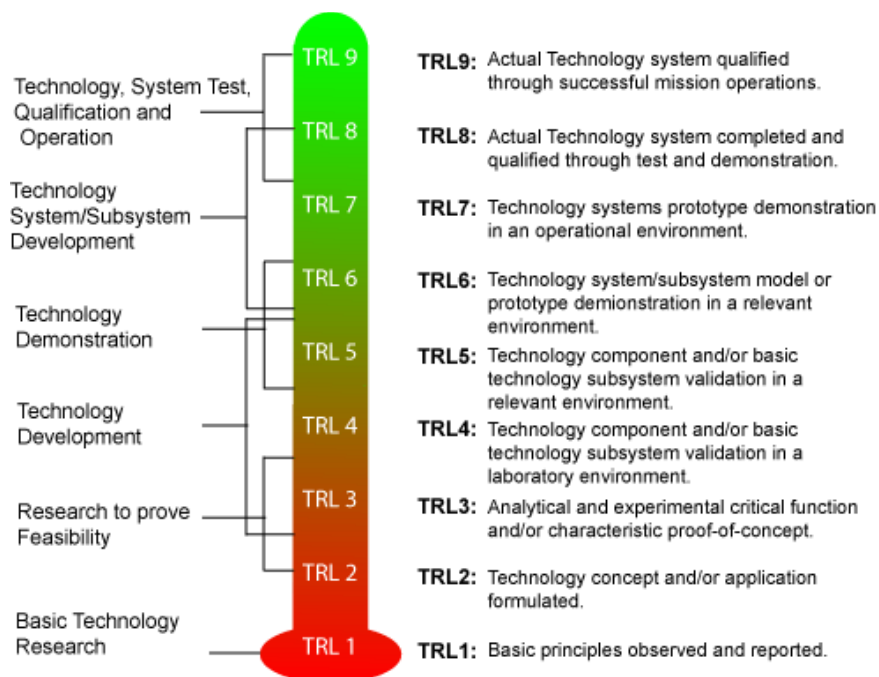 Technology, System Test,
Qualification and
Operation
Technology
System/Subsystem
Development
Technology
Demonstration
Technology
Development
Research to prove
Feasibility
Basic Technology
Research
TRL 9
TRL 8
TRL 7
TRL 6
TRL 5
TRL 4
TRL 3
TRL 2
TRL 1
TRL9: Actual Technology system qualified
through successful mission operations.
TRL8: Actual Technology system completed and
qualified through test and demonstration.
TRL7: Technology systems prototype demonstration
in an operational environment.
TRL6: Technology system/subsystem model or
prototype demionstration in a relevant
environment.
TRL5: Technology component and/or basic
technology subsystem validation in a
relevant environment.
TRL4: Technology component and/or basic
technology subsystem validation in a
laboratory environment.
TRL3: Analytical and experimental critical function
and/or characteristic proof-of-concept.
TRL2: Technology concept and/or application
formulated.
TRL1: Basic principles observed and reported.